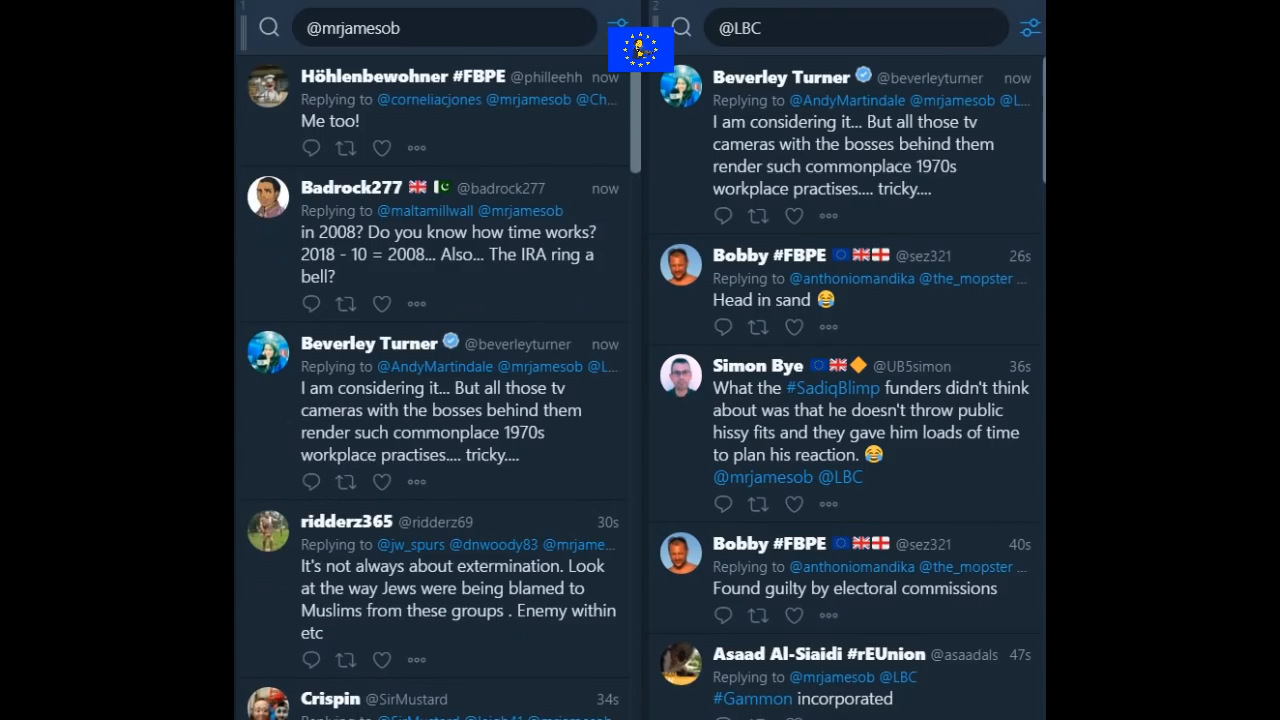 1
@mrjamesob
Höhlenbewohner #FBPE @philleehh now
Replying to @corneliacjones @mrjamesob @Ch...
Me too!
Badrock277 @badrock277 now
Replying to @maltamillwall @mrjamesob
in 2008? Do you know how time works?
2018 - 10 = 2008... Also... The IRA ring a
bell?
Beverley Turner @beverleyturner now
Replying to @AndyMartindale @mrjamesob @L...
I am considering it... But all those tv
cameras with the bosses behind them
render such commonplace 1970s
workplace practises.... tricky....
ridderz365 @ridderz69 30s
Replying to @jw_spurs @dnwoody83 @mrjame...
It's not always about extermination. Look
at the way Jews were being blamed to
Muslims from these groups . Enemy within
etc
Crispin @SirMustard 34s
Replying to @SirMustard @leigh41 @mrjamesob
2
@LBC
Beverley Turner @beverleyturner now
Replying to @AndyMartindale @mrjamesob @L...
I am considering it... But all those tv
cameras with the bosses behind them
render such commonplace 1970s
workplace practises.... tricky....
Bobby #FBPE @sez321 26s
Replying to @anthoniomandika @the_mopster ...
Head in sand 😂
Simon Bye @UB5simon 36s
What the #SadiqBlimp funders didn't think
about was that he doesn't throw public
hissy fits and they gave him loads of time
to plan his reaction. 😂
@mrjamesob @LBC
Bobby #FBPE @sez321 40s
Replying to @anthoniomandika @the_mopster ...
Found guilty by electoral commissions
Asaad Al-Siaidi #rEUnion @asaadals 47s
Replying to @mrjamesob @LBC
#Gammon incorporated